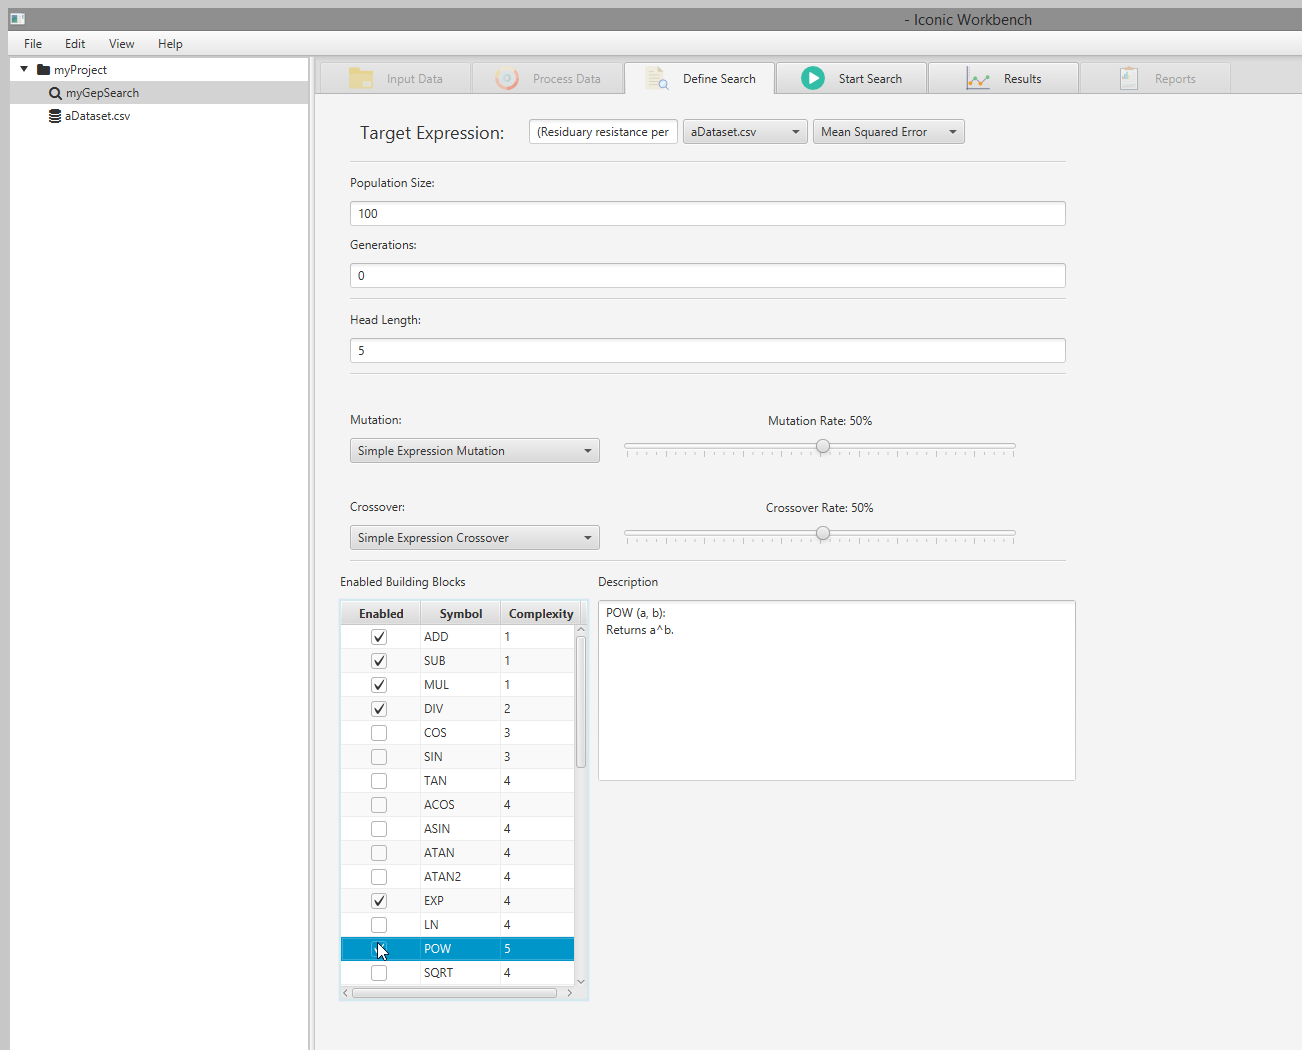 - Iconic Workbench
File Edit View Help
myProject
myGepSearch
aDataset.csv
Input Data Process Data Define Search Start Search Results Reports
Target Expression: (Residuary resistance per aDataset.csv Mean Squared Error
Population Size:
100
Generations:
0
Head Length:
5
Mutation: Mutation Rate: 50%
Simple Expression Mutation
Crossover: Crossover Rate: 50%
Simple Expression Crossover
Enabled Building Blocks Description
Enabled Symbol Complexity
POW (a, b):
Returns a^b.
ADD 1
SUB 1
MUL 1
DIV 2
COS 3
SIN 3
TAN 4
ACOS 4
ASIN 4
ATAN 4
ATAN2 4
EXP 4
LN 4
POW 5
SQRT 4